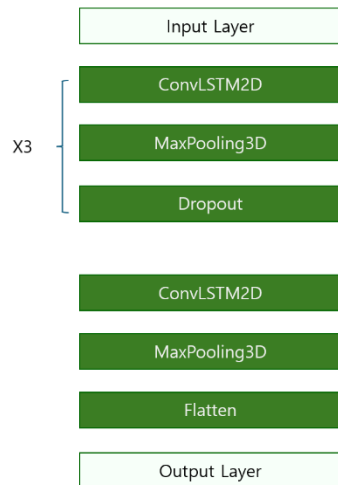 Input Layer
ConvLSTM2D
X3
MaxPooling3D
Dropout
ConvLSTM2D
MaxPooling3D
Flatten
Output Layer